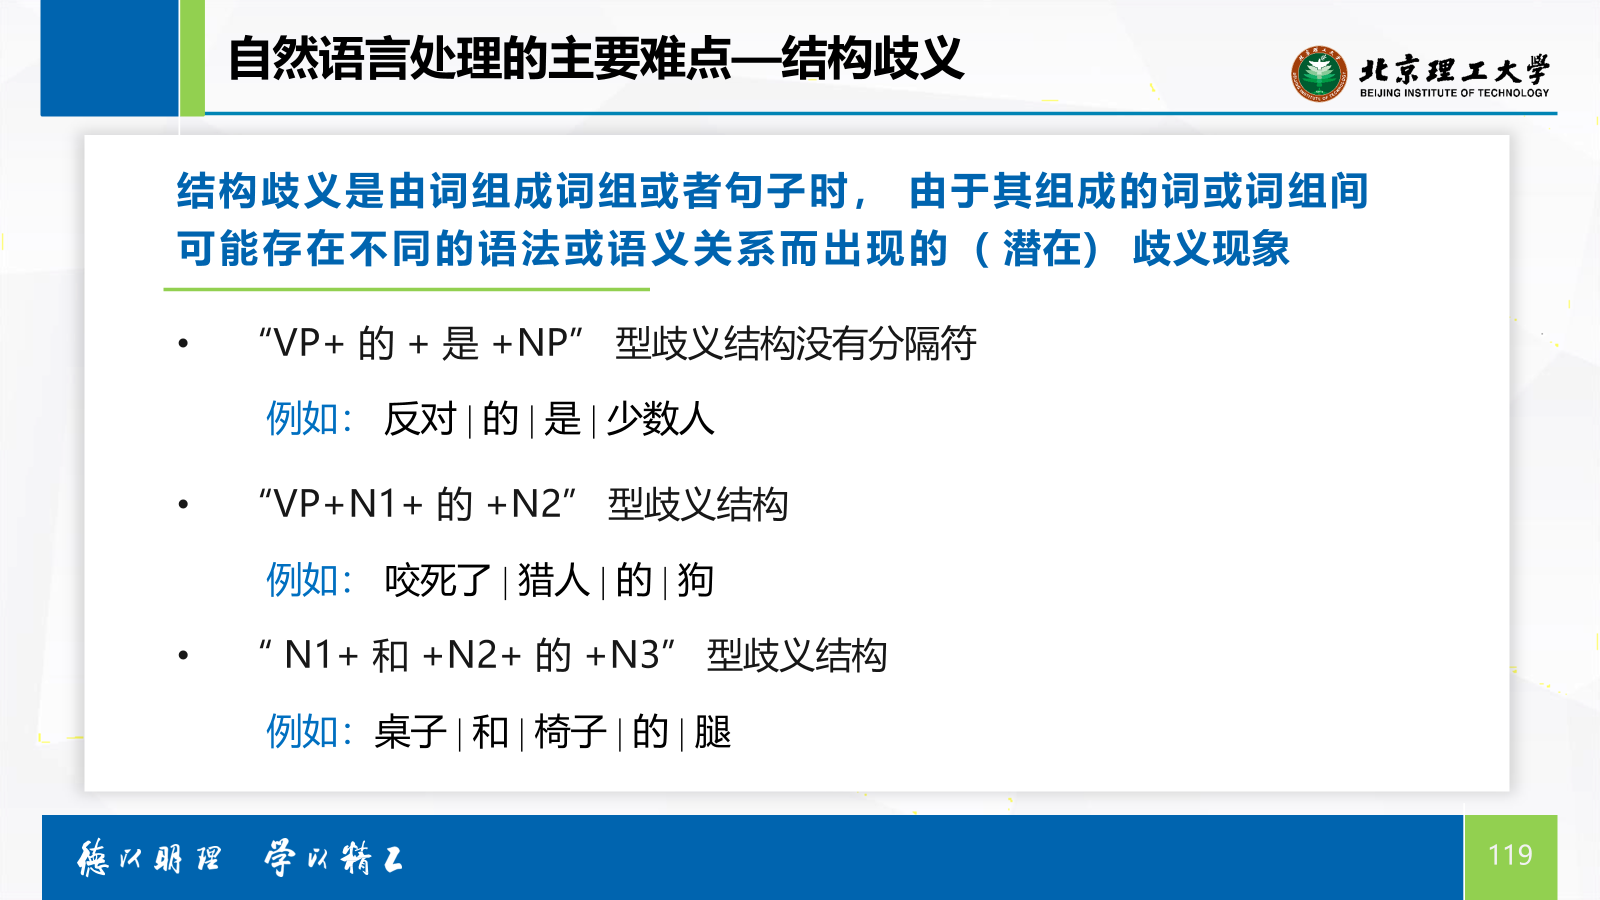 自然语言处理的主要难点—结构歧义
北京理工大学
BEIJING INSTITUTE OF TECHNOLOGY
结构歧义是由词组成词组或者句子时， 由于其组成的词或词组间
可能存在不同的语法或语义关系而出现的（潜在） 歧义现象
• “VP+ 的 + 是 +NP” 型歧义结构没有分隔符
例如： 反对 | 的 | 是 | 少数人
• “VP+N1+ 的 +N2” 型歧义结构
例如： 咬死了 | 猎人 | 的 | 狗
• “ N1+ 和 +N2+ 的 +N3” 型歧义结构
例如：桌子 | 和 | 椅子 | 的 | 腿
德以明理 学以精工
119